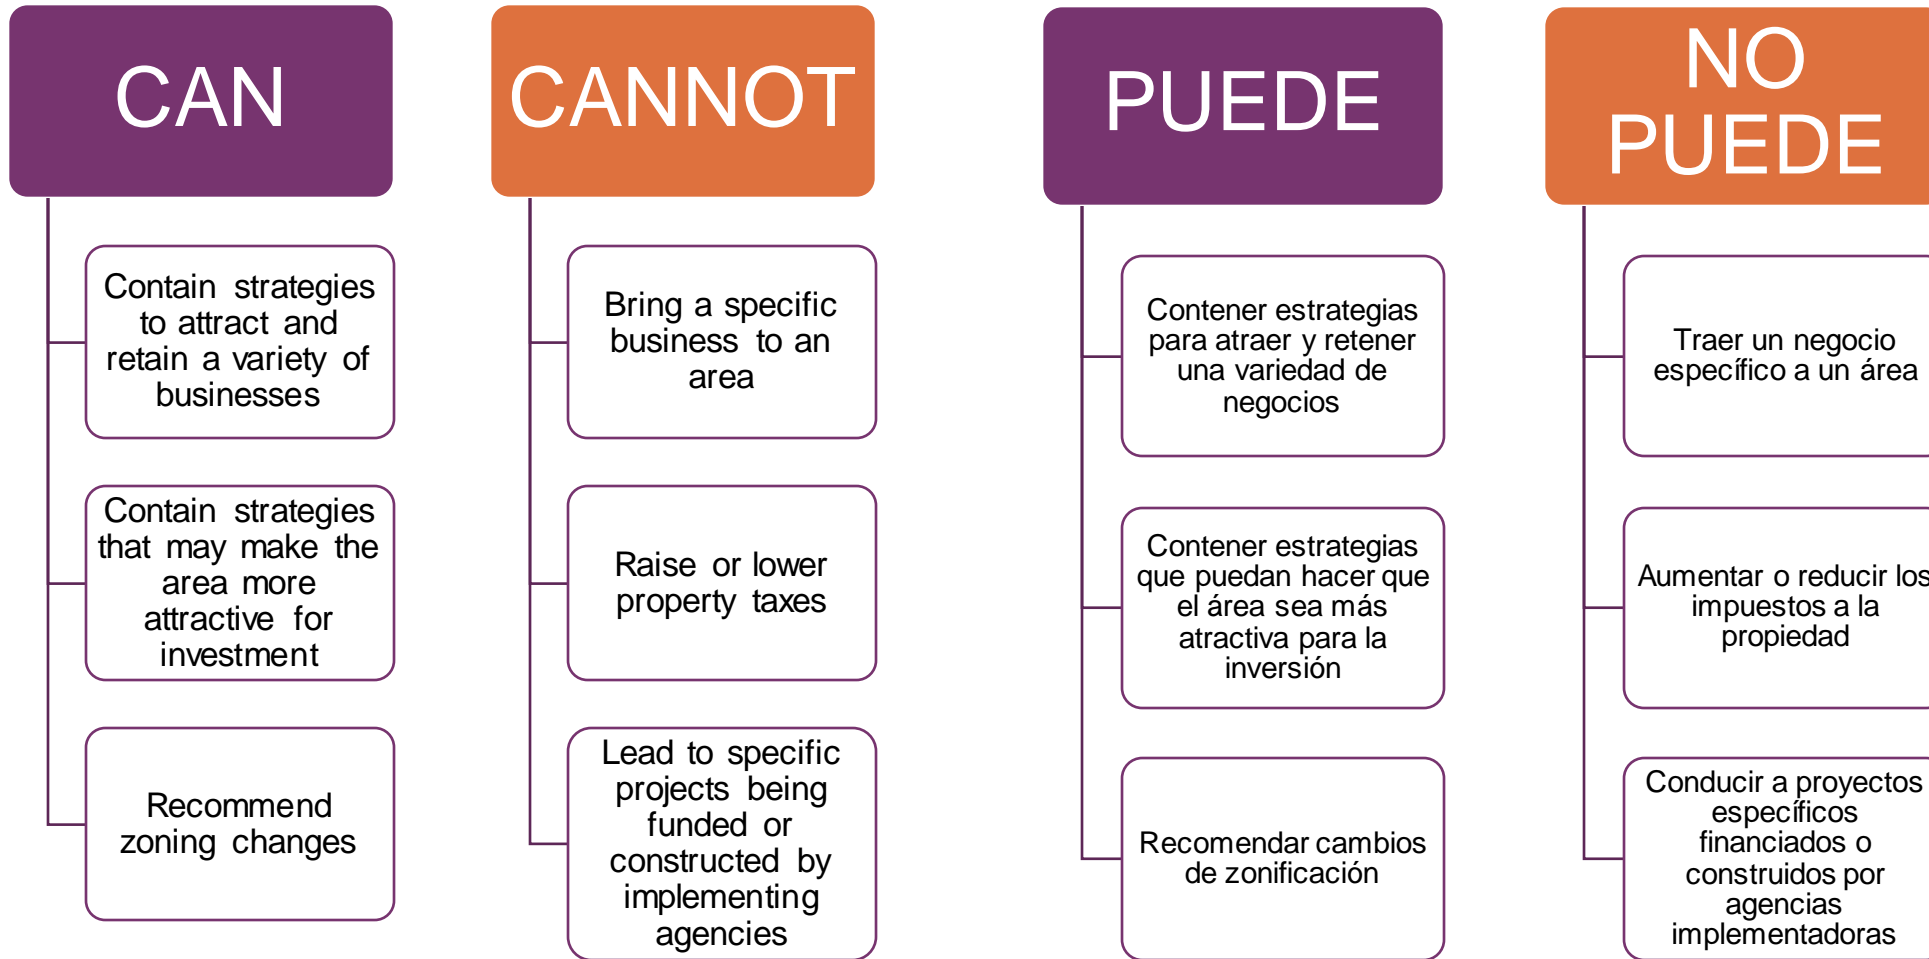 CAN
Contain strategies
to attract and
retain a variety of
businesses
Contain strategies
that may make the
area more
attractive for
investment
Recommend
zoning changes
CANNOT
Bring a specific
business to an
area
Raise or lower
property taxes
Lead to specific
projects being
funded or
constructed by
implementing
agencies
PUEDE
Contener estrategias
para atraer y retener
una variedad de
negocios
Contener estrategias
que puedan hacer que
el área sea más
atractiva para la
inversión
Recomendar cambios
de zonificación
NO
PUEDE
Traer un negocio
específico a un área
Aumentar o reducir los
impuestos a la
propiedad
Conducir a proyectos
específicos
financiados o
construidos por
agencias
implementadoras